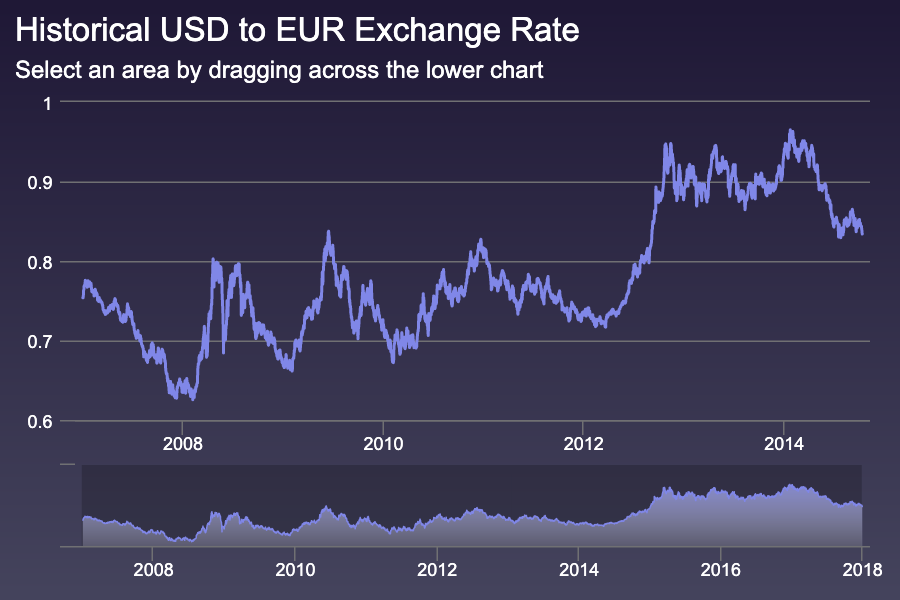 Historical USD to EUR Exchange Rate
Select an area by dragging across the lower chart
1
0.9
0.8
0.7
0.6
2008 2010 2012 2014
2008 2010 2012 2014 2016 2018